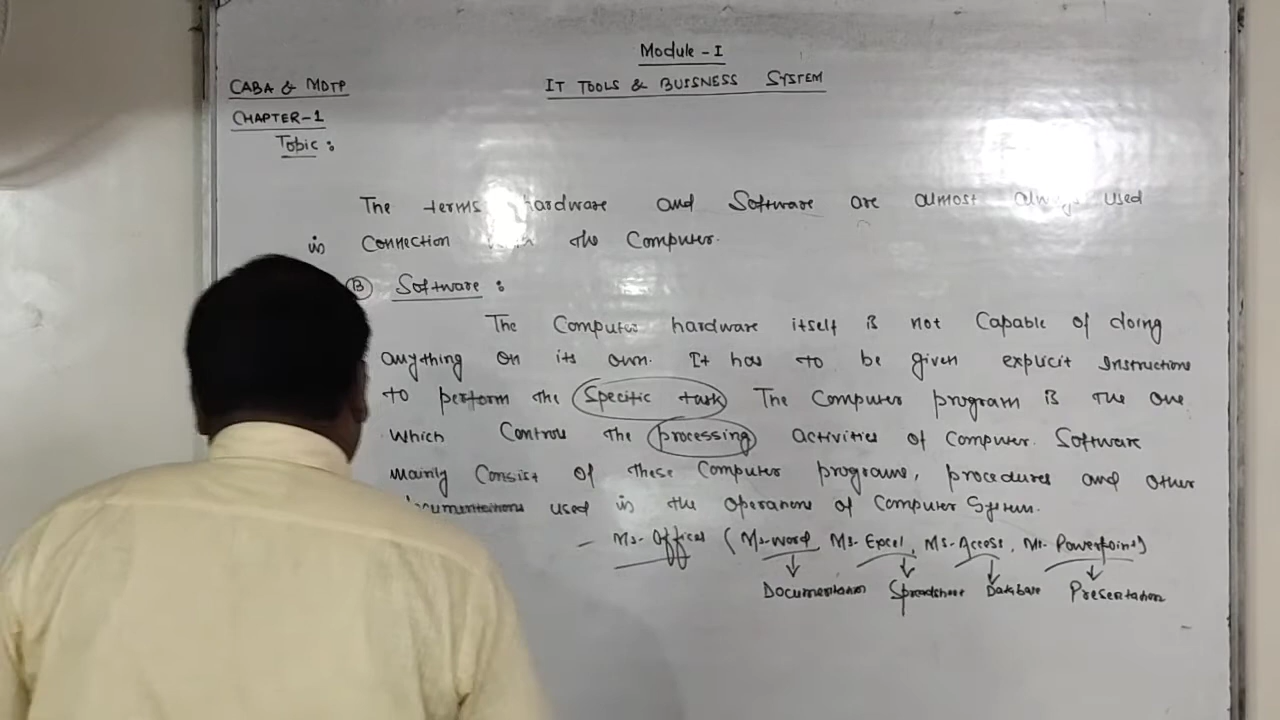 Module - I
IT TOOLS & BUISNESS SYSTEM
CABA & MDTP
CHAPTER-1
Topic :
The terms hardware and Software are almost always used
in Connection the Computer.
(B) Software :
The Computer hardware itself is not Capable of doing
anything on its own. It has to be given explicit Instructions
to perform the Specific task The Computer program is the one
which Controls the processing activities of Computer. Software
mainly Consist of these Computer programs, procedures and other
used in the Operations of Computer System.
- Ms-Offices (Ms-word, Ms-Excel, Ms-Access, Ms-Powerpoint)
Documentation Spreadsheet Database Presentation